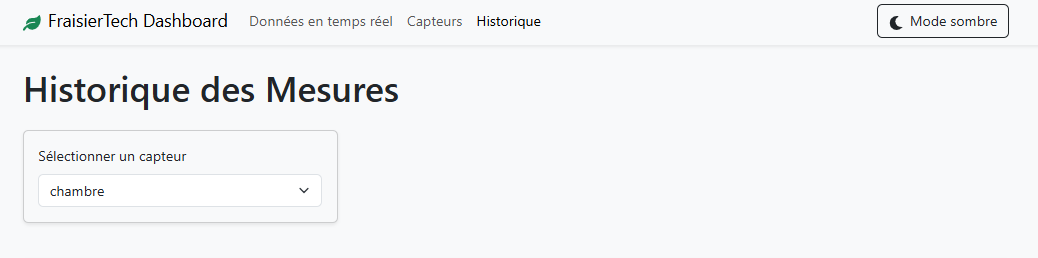 FraisierTech Dashboard Données en temps réel Capteurs Historique Mode sombre
Historique des Mesures
Sélectionner un capteur
chambre